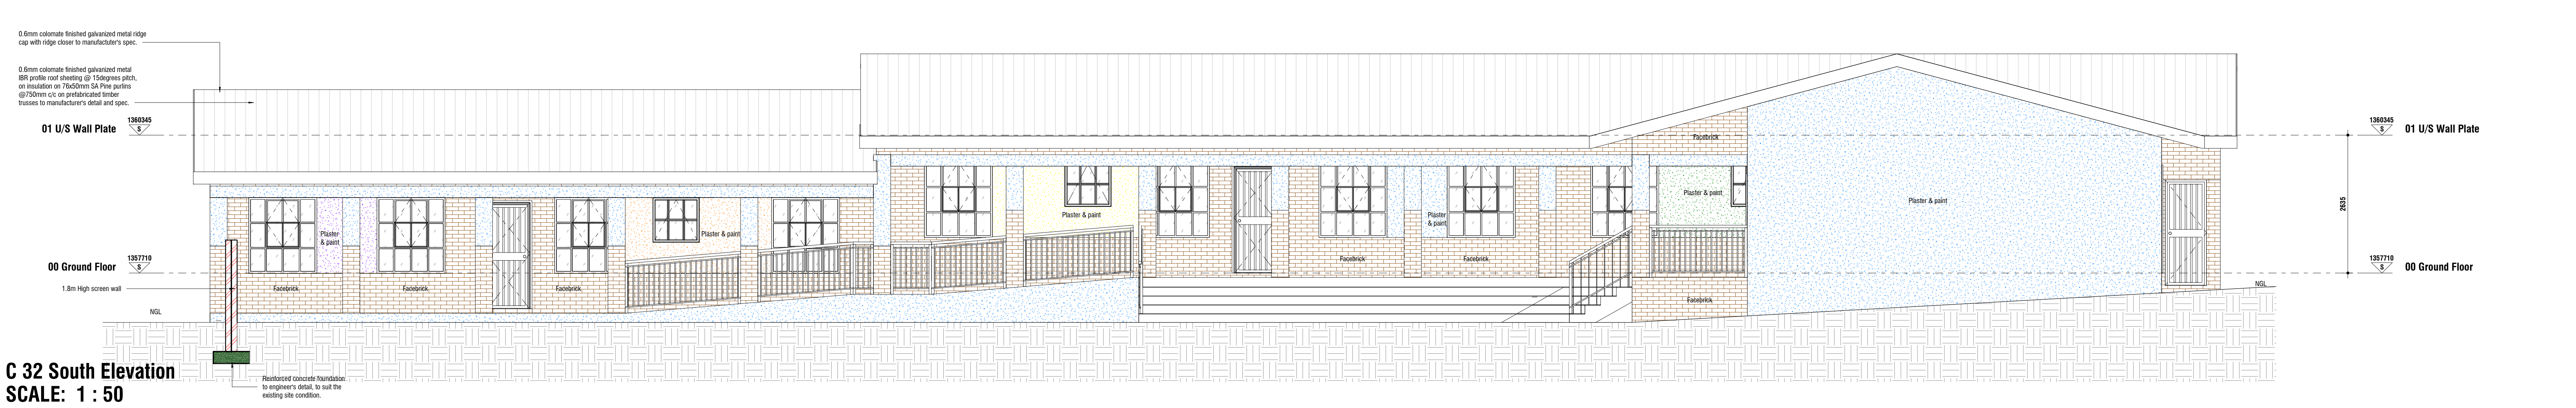 0.6mm colomate finished galvanized metal ridge
cap with ridge closer to manufactuter's spec.
0.6mm colomate finished galvanized metal
IBR profile roof sheeting @ 15degrees pitch,
on insulation on 76x50mm SA Pine purlins
@750mm c/c on prefabricated timber
trusses to manufacturer's detail and spec.
01 U/S Wall Plate
1360345
S
00 Ground Floor
1357710
S
1.8m High screen wall
NGL
Plaster
& paint
Plaster & paint
Plaster & paint
Plaster
& paint
Facebrick
Plaster & paint
Plaster & paint
Facebrick
Facebrick
Facebrick
Facebrick
Facebrick
Facebrick
NGL
1360345
S
01 U/S Wall Plate
2635
1357710
S
00 Ground Floor
C 32 South Elevation
SCALE: 1 : 50
Reinforced concrete foundation
to engineer's detail, to suit the
existing site condition.